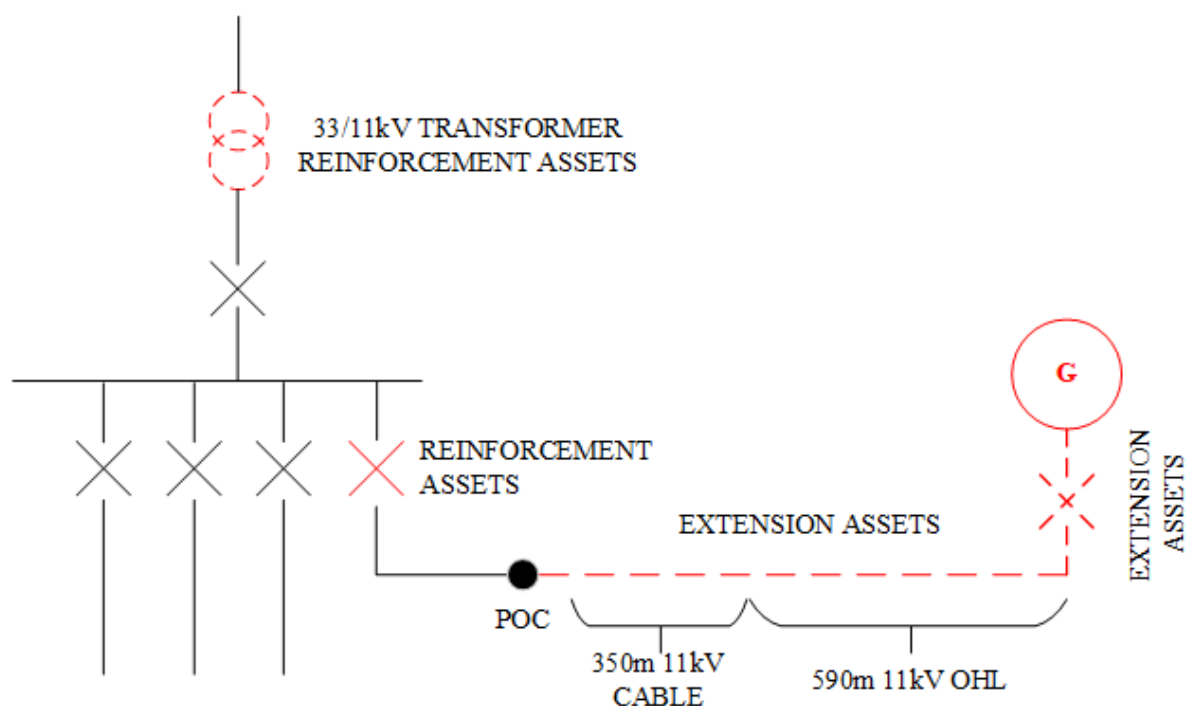 33/11kV TRANSFORMER
REINFORCEMENT ASSETS
G
REINFORCEMENT
ASSETS
EXTENSION ASSETS
EXTENSION
ASSETS
POC
350m 11kV
CABLE
590m 11kV OHL